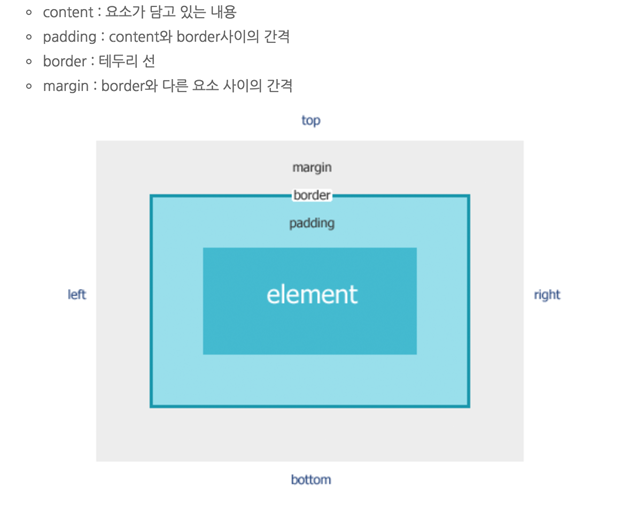 content : 요소가 담고 있는 내용
padding : content와 border사이의 간격
border : 테두리 선
margin : border와 다른 요소 사이의 간격
top
margin
border
padding
left
element
right
bottom